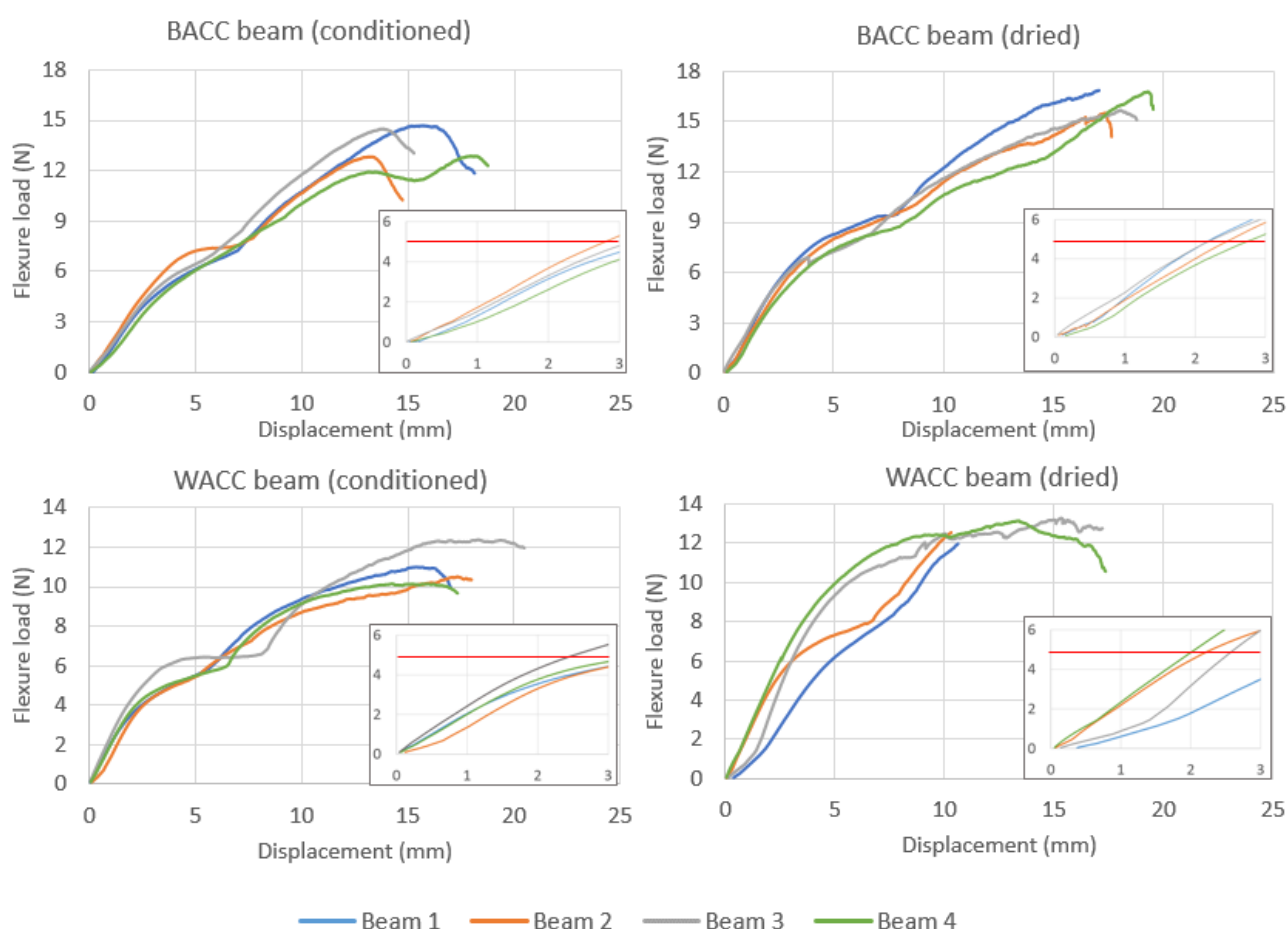 BACC beam (conditioned)
Flexure load (N)
18
15
12
9
6
3
0
0 5 10 15 20 25
Displacement (mm)
6
4
2
0
0 1 2 3
BACC beam (dried)
Flexure load (N)
18
15
12
9
6
3
0
0 5 10 15 20 25
Displacement (mm)
6
4
2
0
0 1 2 3
WACC beam (conditioned)
Flexure load (N)
14
12
10
8
6
4
2
0
0 5 10 15 20 25
Displacement (mm)
6
4
2
0
0 1 2 3
WACC beam (dried)
Flexure load (N)
14
12
10
8
6
4
2
0
0 5 10 15 20 25
Displacement (mm)
6
4
2
0
0 1 2 3
Beam 1 Beam 2 Beam 3 Beam 4